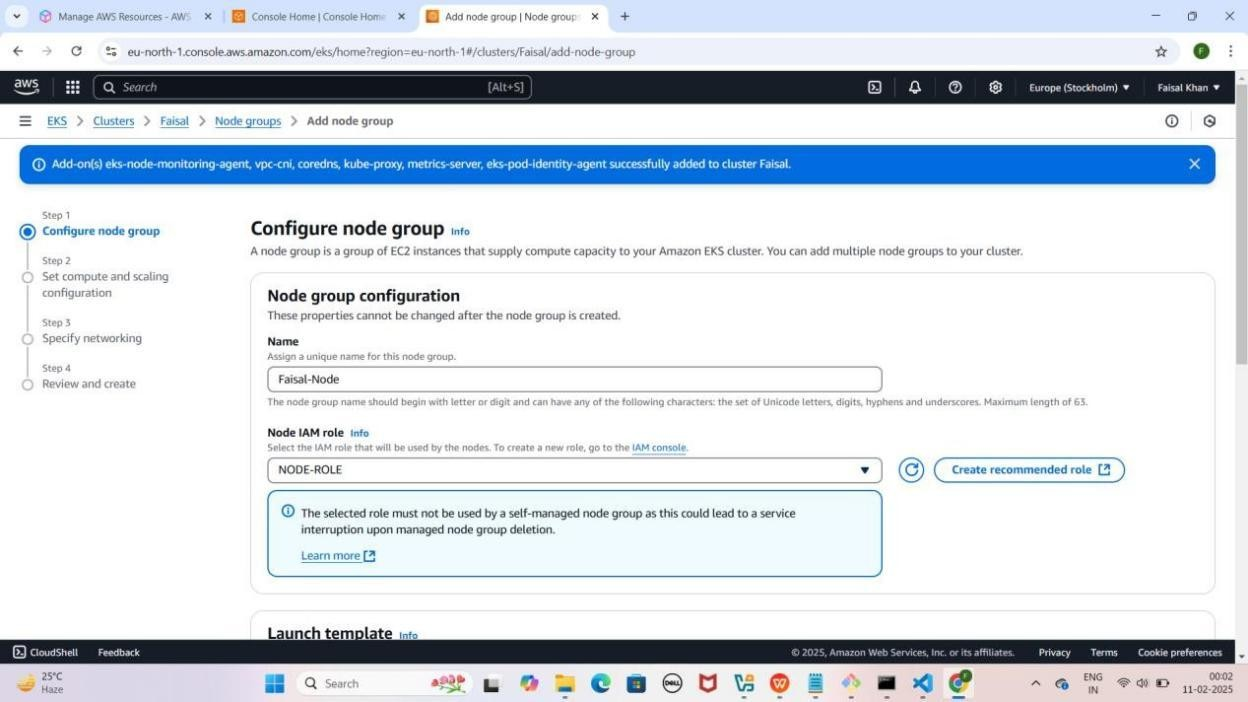 Manage AWS Resources - AWS
Console Home | Console Home
Add node group | Node groups
eu-north-1.console.aws.amazon.com/eks/home?region=eu-north-1#/clusters/Faisal/add-node-group
F
aws
Search
[Alt+S]
Europe (Stockholm)
Faisal Khan
EKS > Clusters > Faisal > Node groups > Add node group
Add-on(s) eks-node-monitoring-agent, vpc-cni, coredns, kube-proxy, metrics-server, eks-pod-identity-agent successfully added to cluster Faisal.
Step 1
Configure node group
Step 2
Set compute and scaling
configuration
Step 3
Specify networking
Step 4
Review and create
Configure node group Info
A node group is a group of EC2 instances that supply compute capacity to your Amazon EKS cluster. You can add multiple node groups to your cluster.
Node group configuration
These properties cannot be changed after the node group is created.
Name
Assign a unique name for this node group.
Faisal-Node
The node group name should begin with letter or digit and can have any of the following characters: the set of Unicode letters, digits, hyphens and underscores. Maximum length of 63.
Node IAM role Info
Select the IAM role that will be used by the nodes. To create a new role, go to the IAM console.
NODE-ROLE
Create recommended role
The selected role must not be used by a self-managed node group as this could lead to a service
interruption upon managed node group deletion.
Learn more
Launch template Info
CloudShell Feedback
© 2025, Amazon Web Services, Inc. or its affiliates. Privacy Terms Cookie preferences
25°C
Haze
Search
DELL
ENG
IN
00:02
11-02-2025